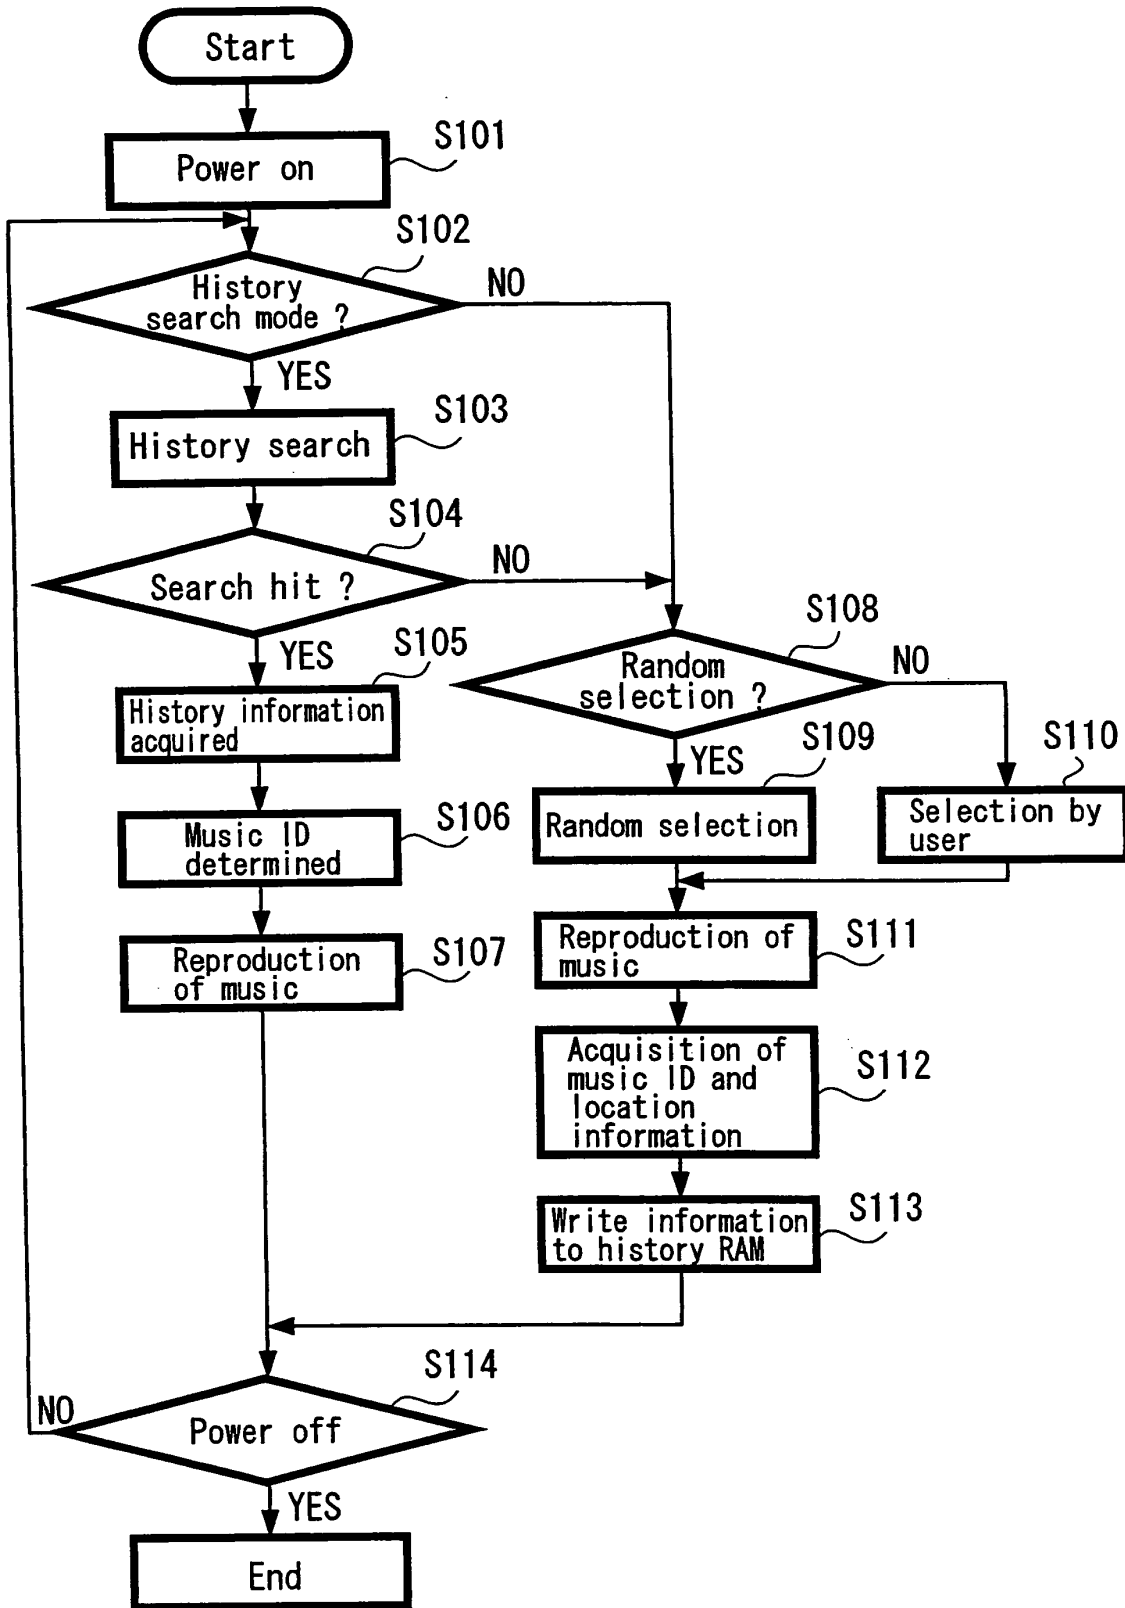 Start
S101
Power on
S102
History
search mode ?
NO
YES
S103
History search
S104
NO
Search hit ?
YES
S105
History information
acquired
S108
Random
selection ?
NO
YES
S109
S110
Random selection
Selection by
user
S106
Music ID
determined
S107
Reproduction
of music
S111
Reproduction of
music
S112
Acquisition of
music ID and
location
information
S113
Write information
to history RAM
S114
NO
Power off
YES
End